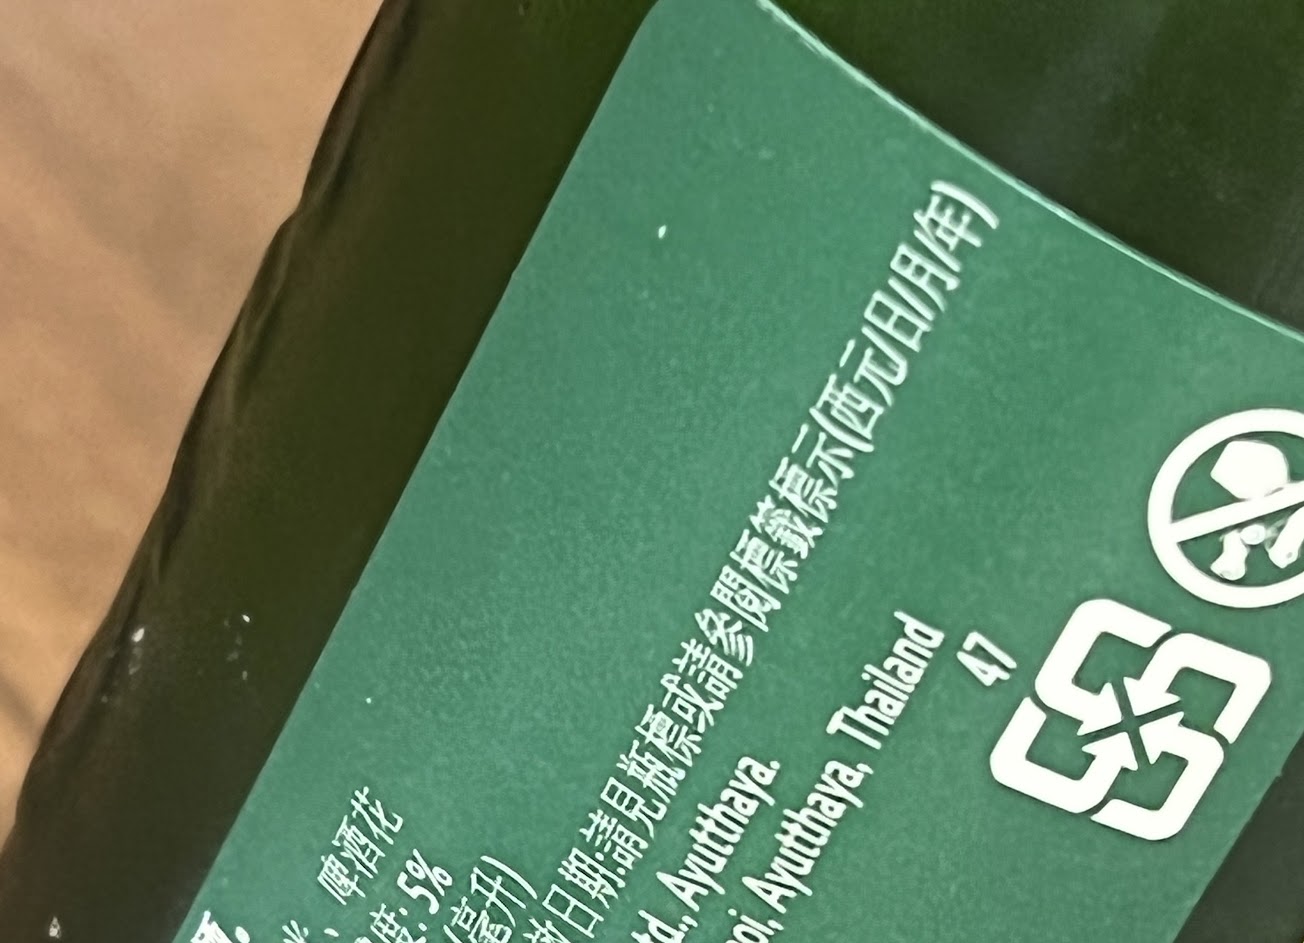 啤酒花
度: 5%
毫升)
日期:請見瓶標或請參閱標籤標示(西元/日/月/年)
td., Ayutthaya.
oi, Ayutthaya, Thailand
47